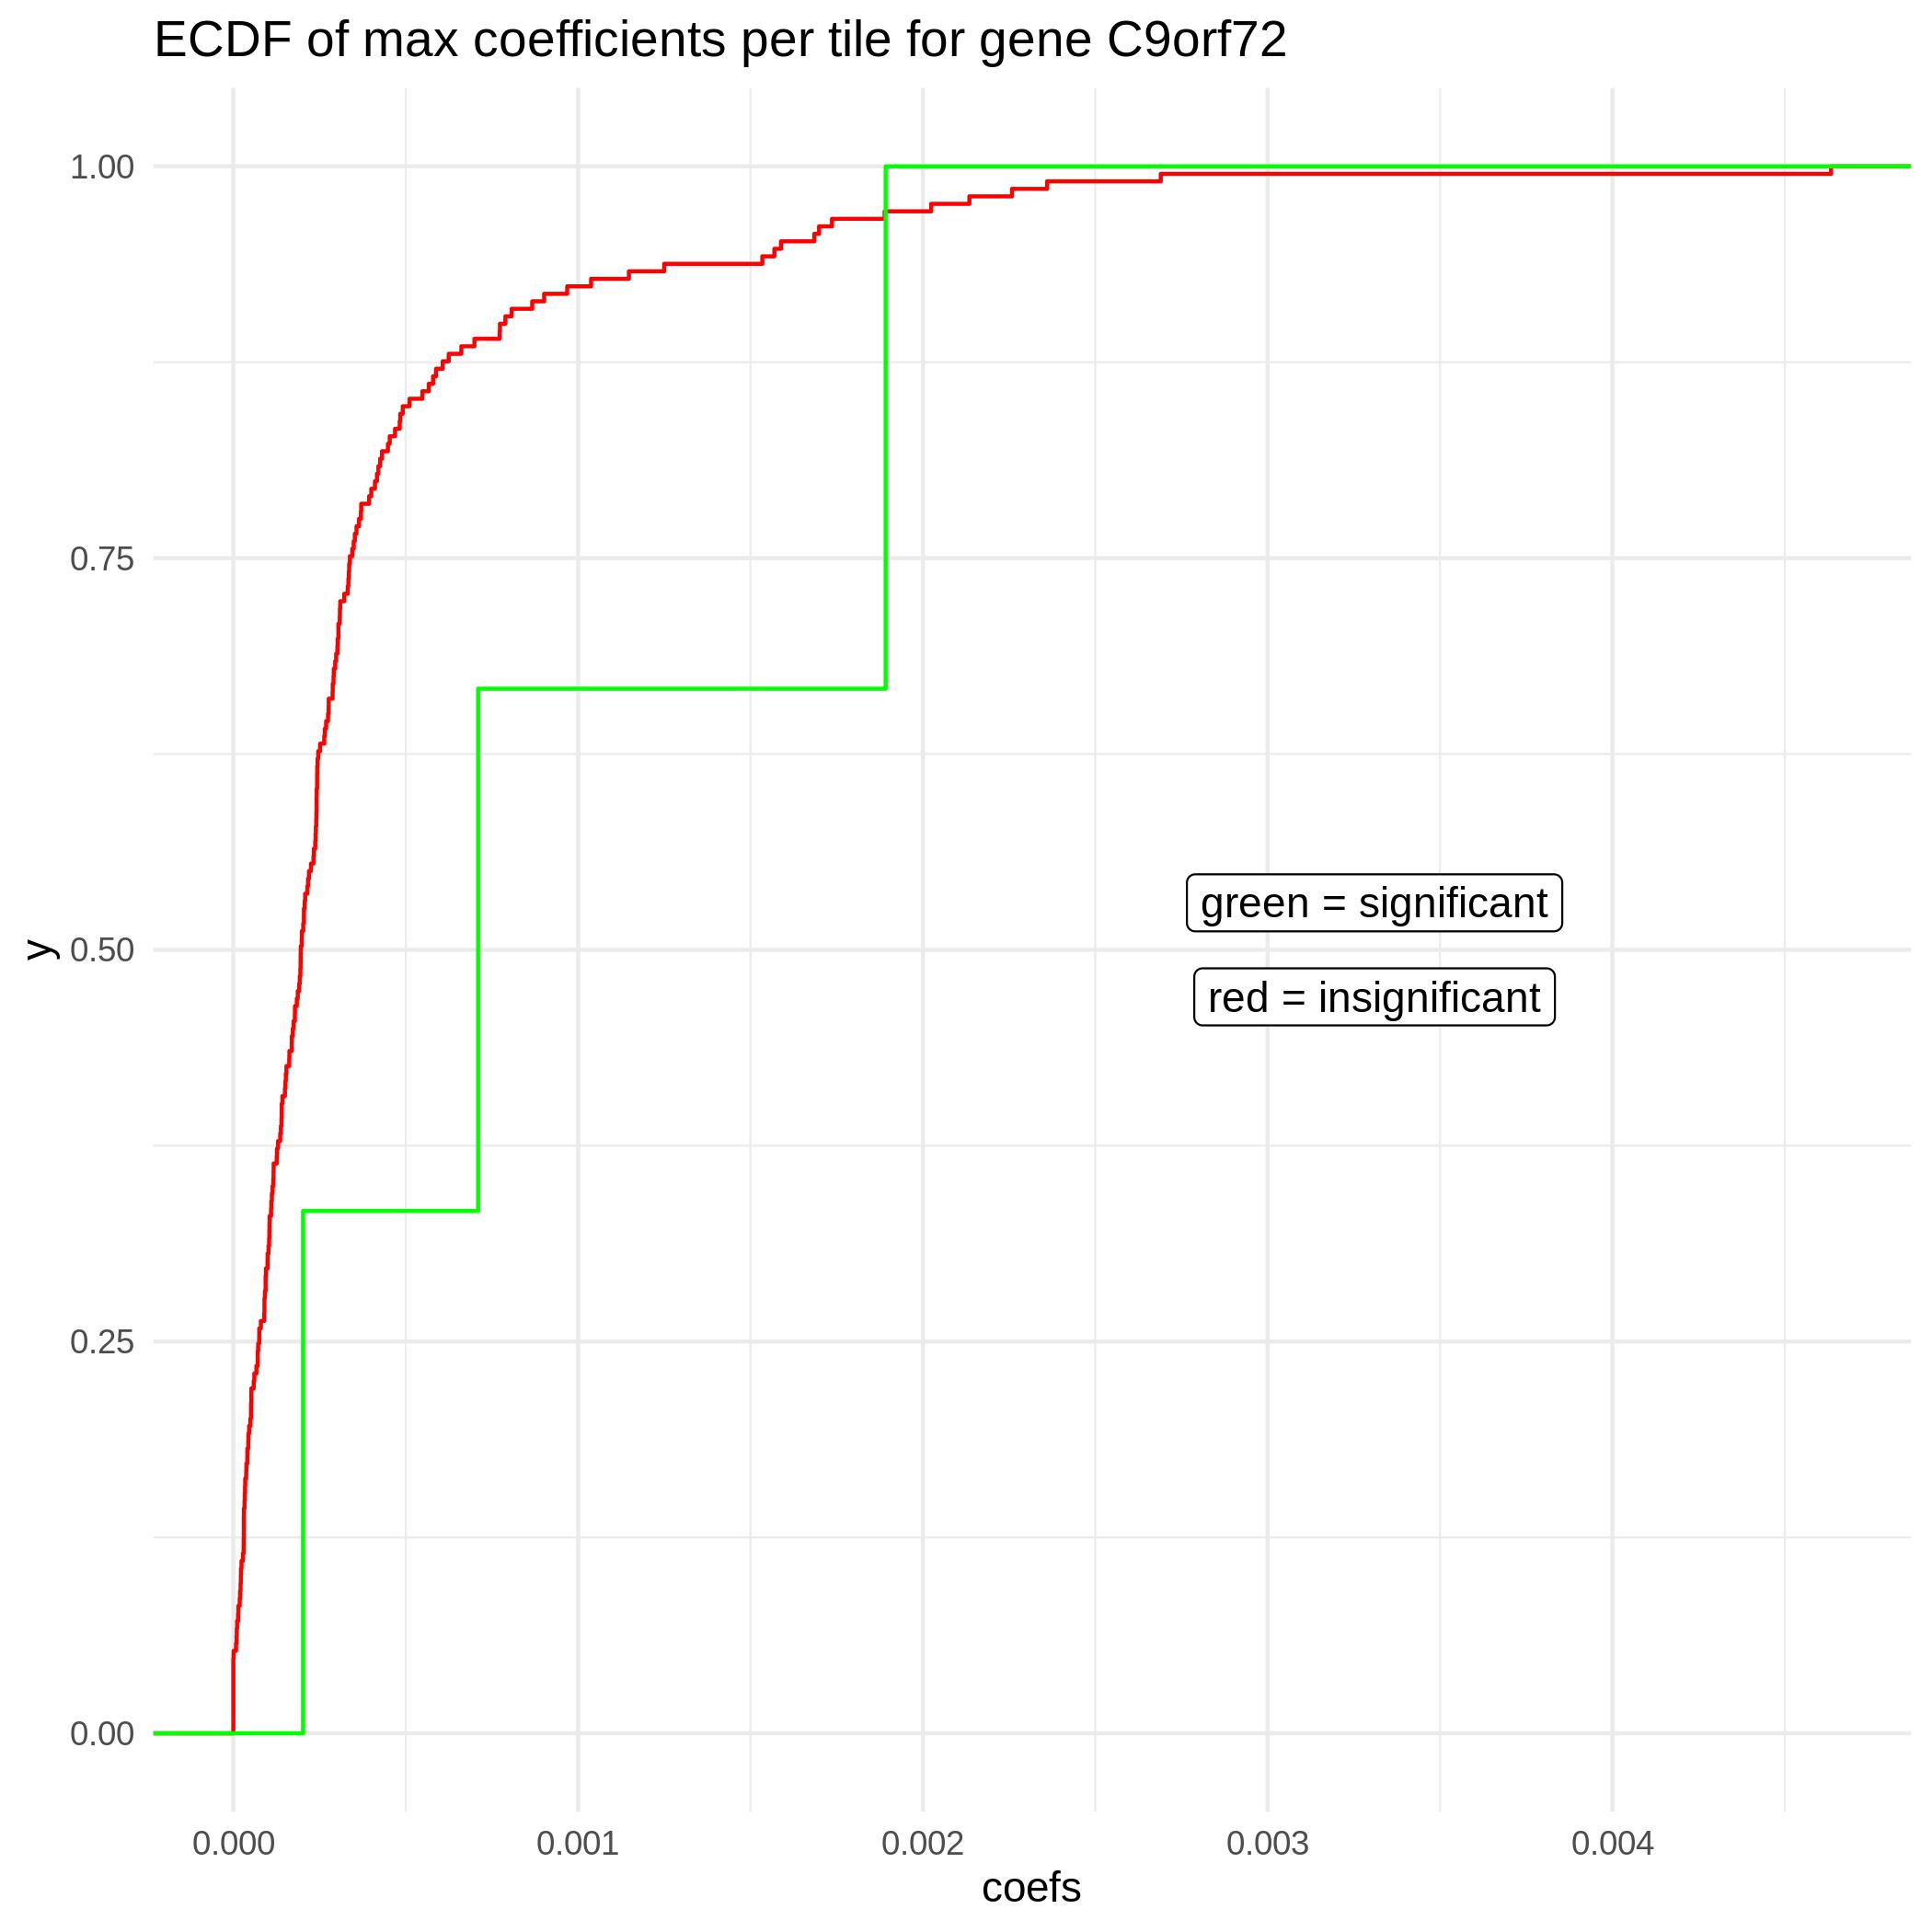 ECDF of max coefficients per tile for gene C9orf72
1.00
0.75
0.50
0.25
0.00
y
green = significant
red = insignificant
0.000 0.001 0.002 0.003 0.004
coefs